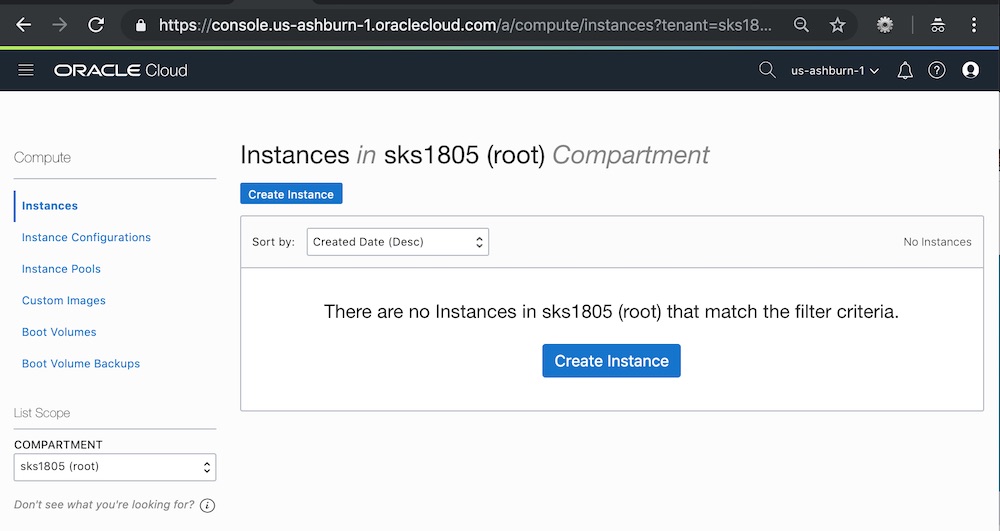 https://console.us-ashburn-1.oraclecloud.com/a/compute/instances?tenant=sks18...
ORACLE Cloud
us-ashburn-1
Compute
Instances
Instance Configurations
Instance Pools
Custom Images
Boot Volumes
Boot Volume Backups
List Scope
COMPARTMENT
sks1805 (root)
Don't see what you're looking for?
Instances in sks1805 (root) Compartment
Create Instance
Sort by: Created Date (Desc) No Instances
There are no Instances in sks1805 (root) that match the filter criteria.
Create Instance